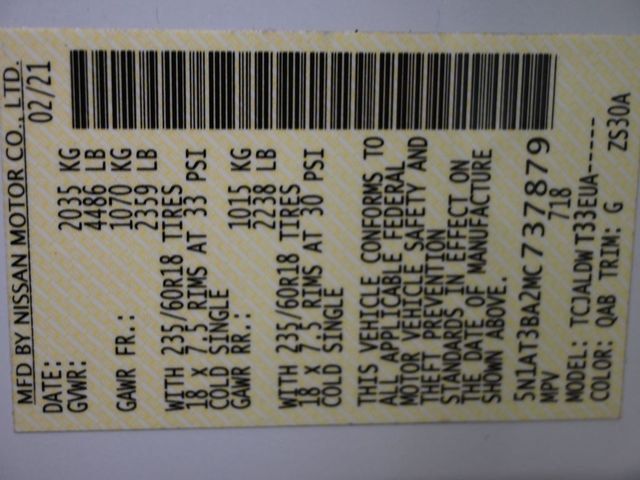 MFD BY NISSAN MOTOR CO., LTD.
DATE: 02/21
GVWR: 2035 KG
4486 LB
GAWR FR.: 1070 KG
2359 LB
WITH 235/60R18 TIRES
18 X 7.5 RIMS AT 33 PSI
COLD SINGLE
GAWR RR.: 1015 KG
2238 LB
WITH 235/60R18 TIRES
18 X 7.5 RIMS AT 30 PSI
COLD SINGLE
THIS VEHICLE CONFORMS TO
ALL APPLICABLE FEDERAL
MOTOR VEHICLE SAFETY AND
THEFT PREVENTION
STANDARDS IN EFFECT ON
THE DATE OF MANUFACTURE
SHOWN ABOVE.
5N1AT3BA2MC737879
MPV 718
MODEL: TCJALDWT33EUA-----
COLOR: QAB TRIM: G ZS30A